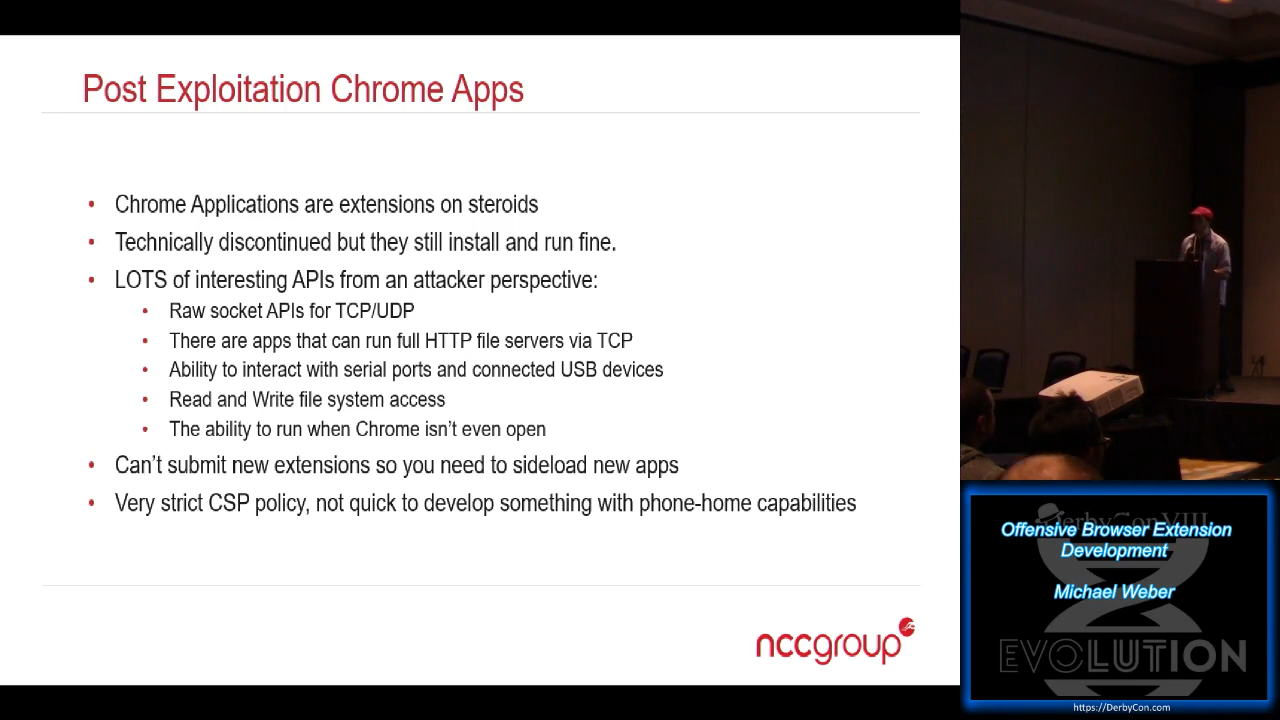 Post Exploitation Chrome Apps
• Chrome Applications are extensions on steroids
• Technically discontinued but they still install and run fine.
• LOTS of interesting APIs from an attacker perspective:
• Raw socket APIs for TCP/UDP
• There are apps that can run full HTTP file servers via TCP
• Ability to interact with serial ports and connected USB devices
• Read and Write file system access
• The ability to run when Chrome isn't even open
• Can't submit new extensions so you need to sideload new apps
• Very strict CSP policy, not quick to develop something with phone-home capabilities
nccgroup
DerbyCon VIII
Offensive Browser Extension
Development
Michael Weber
EVOLUTION
https://DerbyCon.com